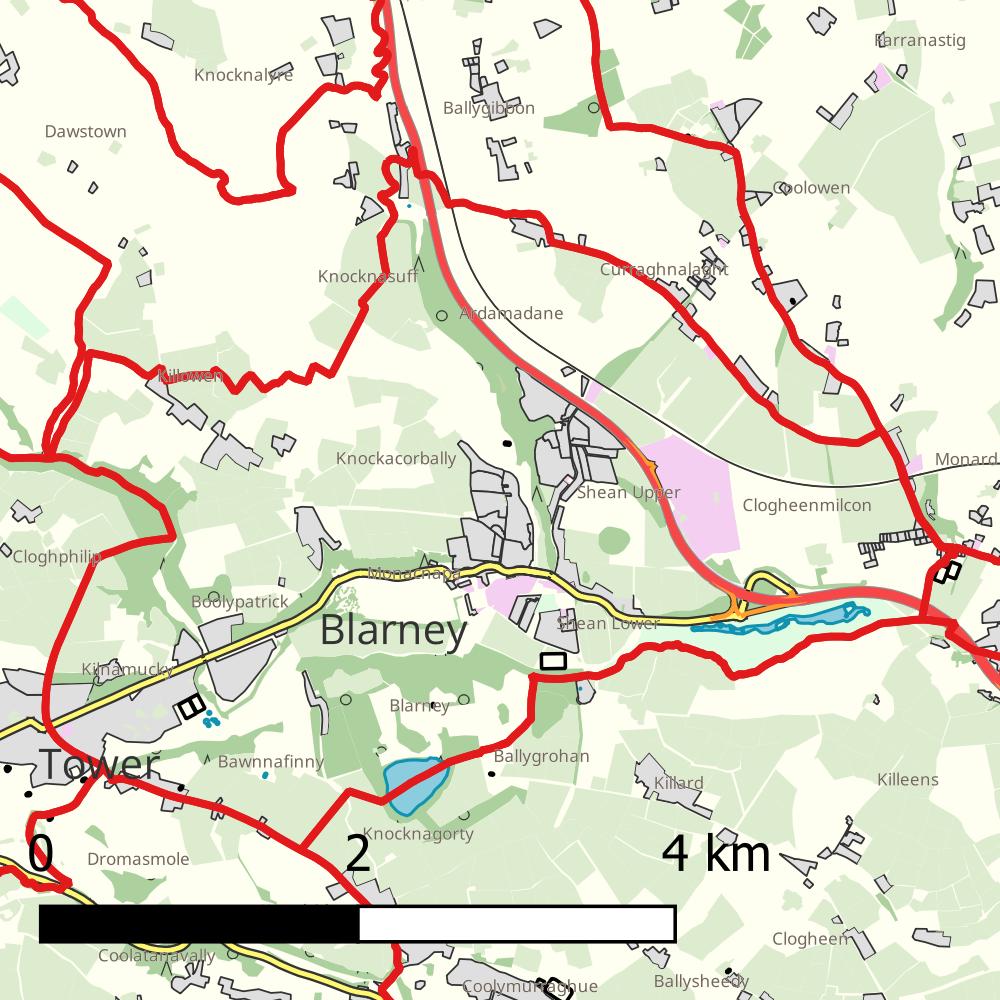 Farranastig
Knocknalyre
Ballygibbon
Dawstown
Coolowen
Curraghnalaght
Knocknasuff
Ardamadane
Killowen
Knockacorbally
Monard
Shean Upper
Clogheenmilcon
Cloghphilip
Monacnapa
Boolypatrick
Shean Lower
Blarney
Kilnamucky
Blarney
Ballygrohan
Tower
Bawnnafinny
Killard
Killeens
Knocknagorty
0 2 4 km
Dromasmole
Clogheen
Coolatanavally
Coolymurraghue
Ballysheedy